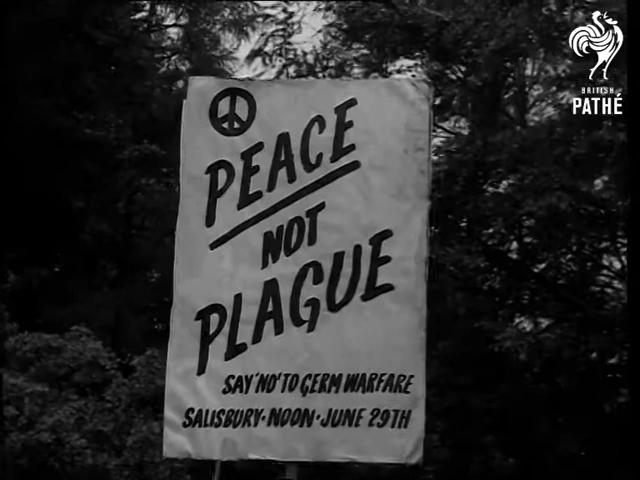 BRITISH
PATHÉ
PEACE
NOT
PLAGUE
SAY 'NO' TO GERM WARFARE
SALISBURY · NOON · JUNE 29TH